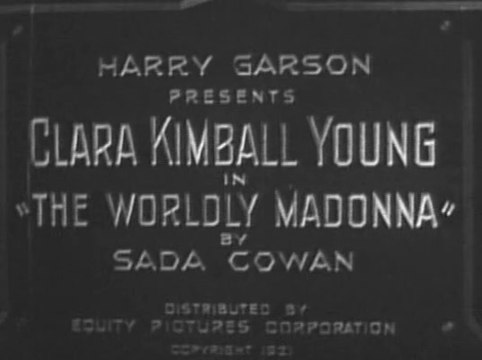 HARRY GARSON
PRESENTS
CLARA KIMBALL YOUNG
IN
"THE WORLDLY MADONNA"
BY
SADA COWAN
DISTRIBUTED BY
EQUITY PICTURES CORPORATION
COPYRIGHT 1921